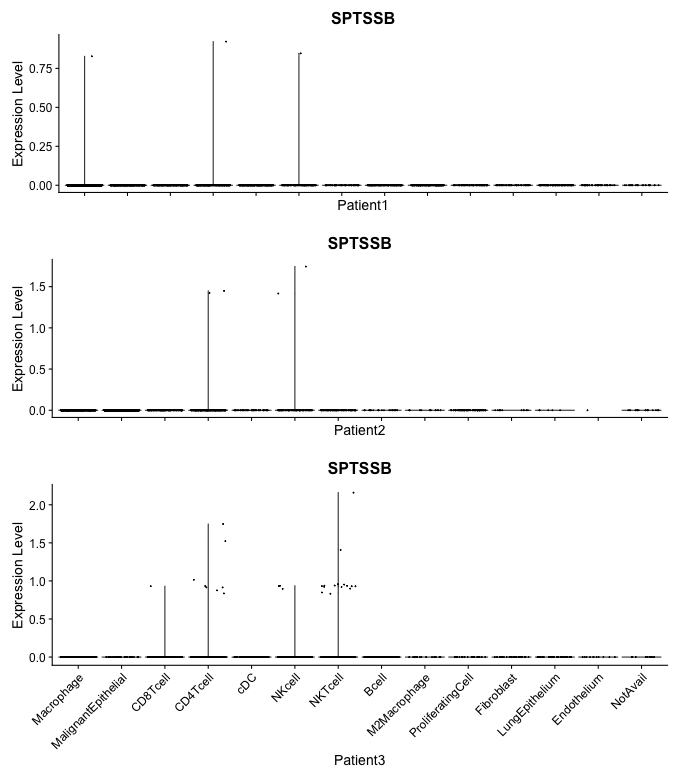 SPTSSB
Expression Level
0.75
0.50
0.25
0.00
Patient1
SPTSSB
Expression Level
1.5
1.0
0.5
0.0
Patient2
SPTSSB
Expression Level
2.0
1.5
1.0
0.5
0.0
Macrophage
MalignantEpithelial
CD8Tcell
CD4Tcell
cDC
NKcell
NKTcell
Bcell
M2Macrophage
ProliferatingCell
Fibroblast
LungEpithelium
Endothelium
NotAvail
Patient3